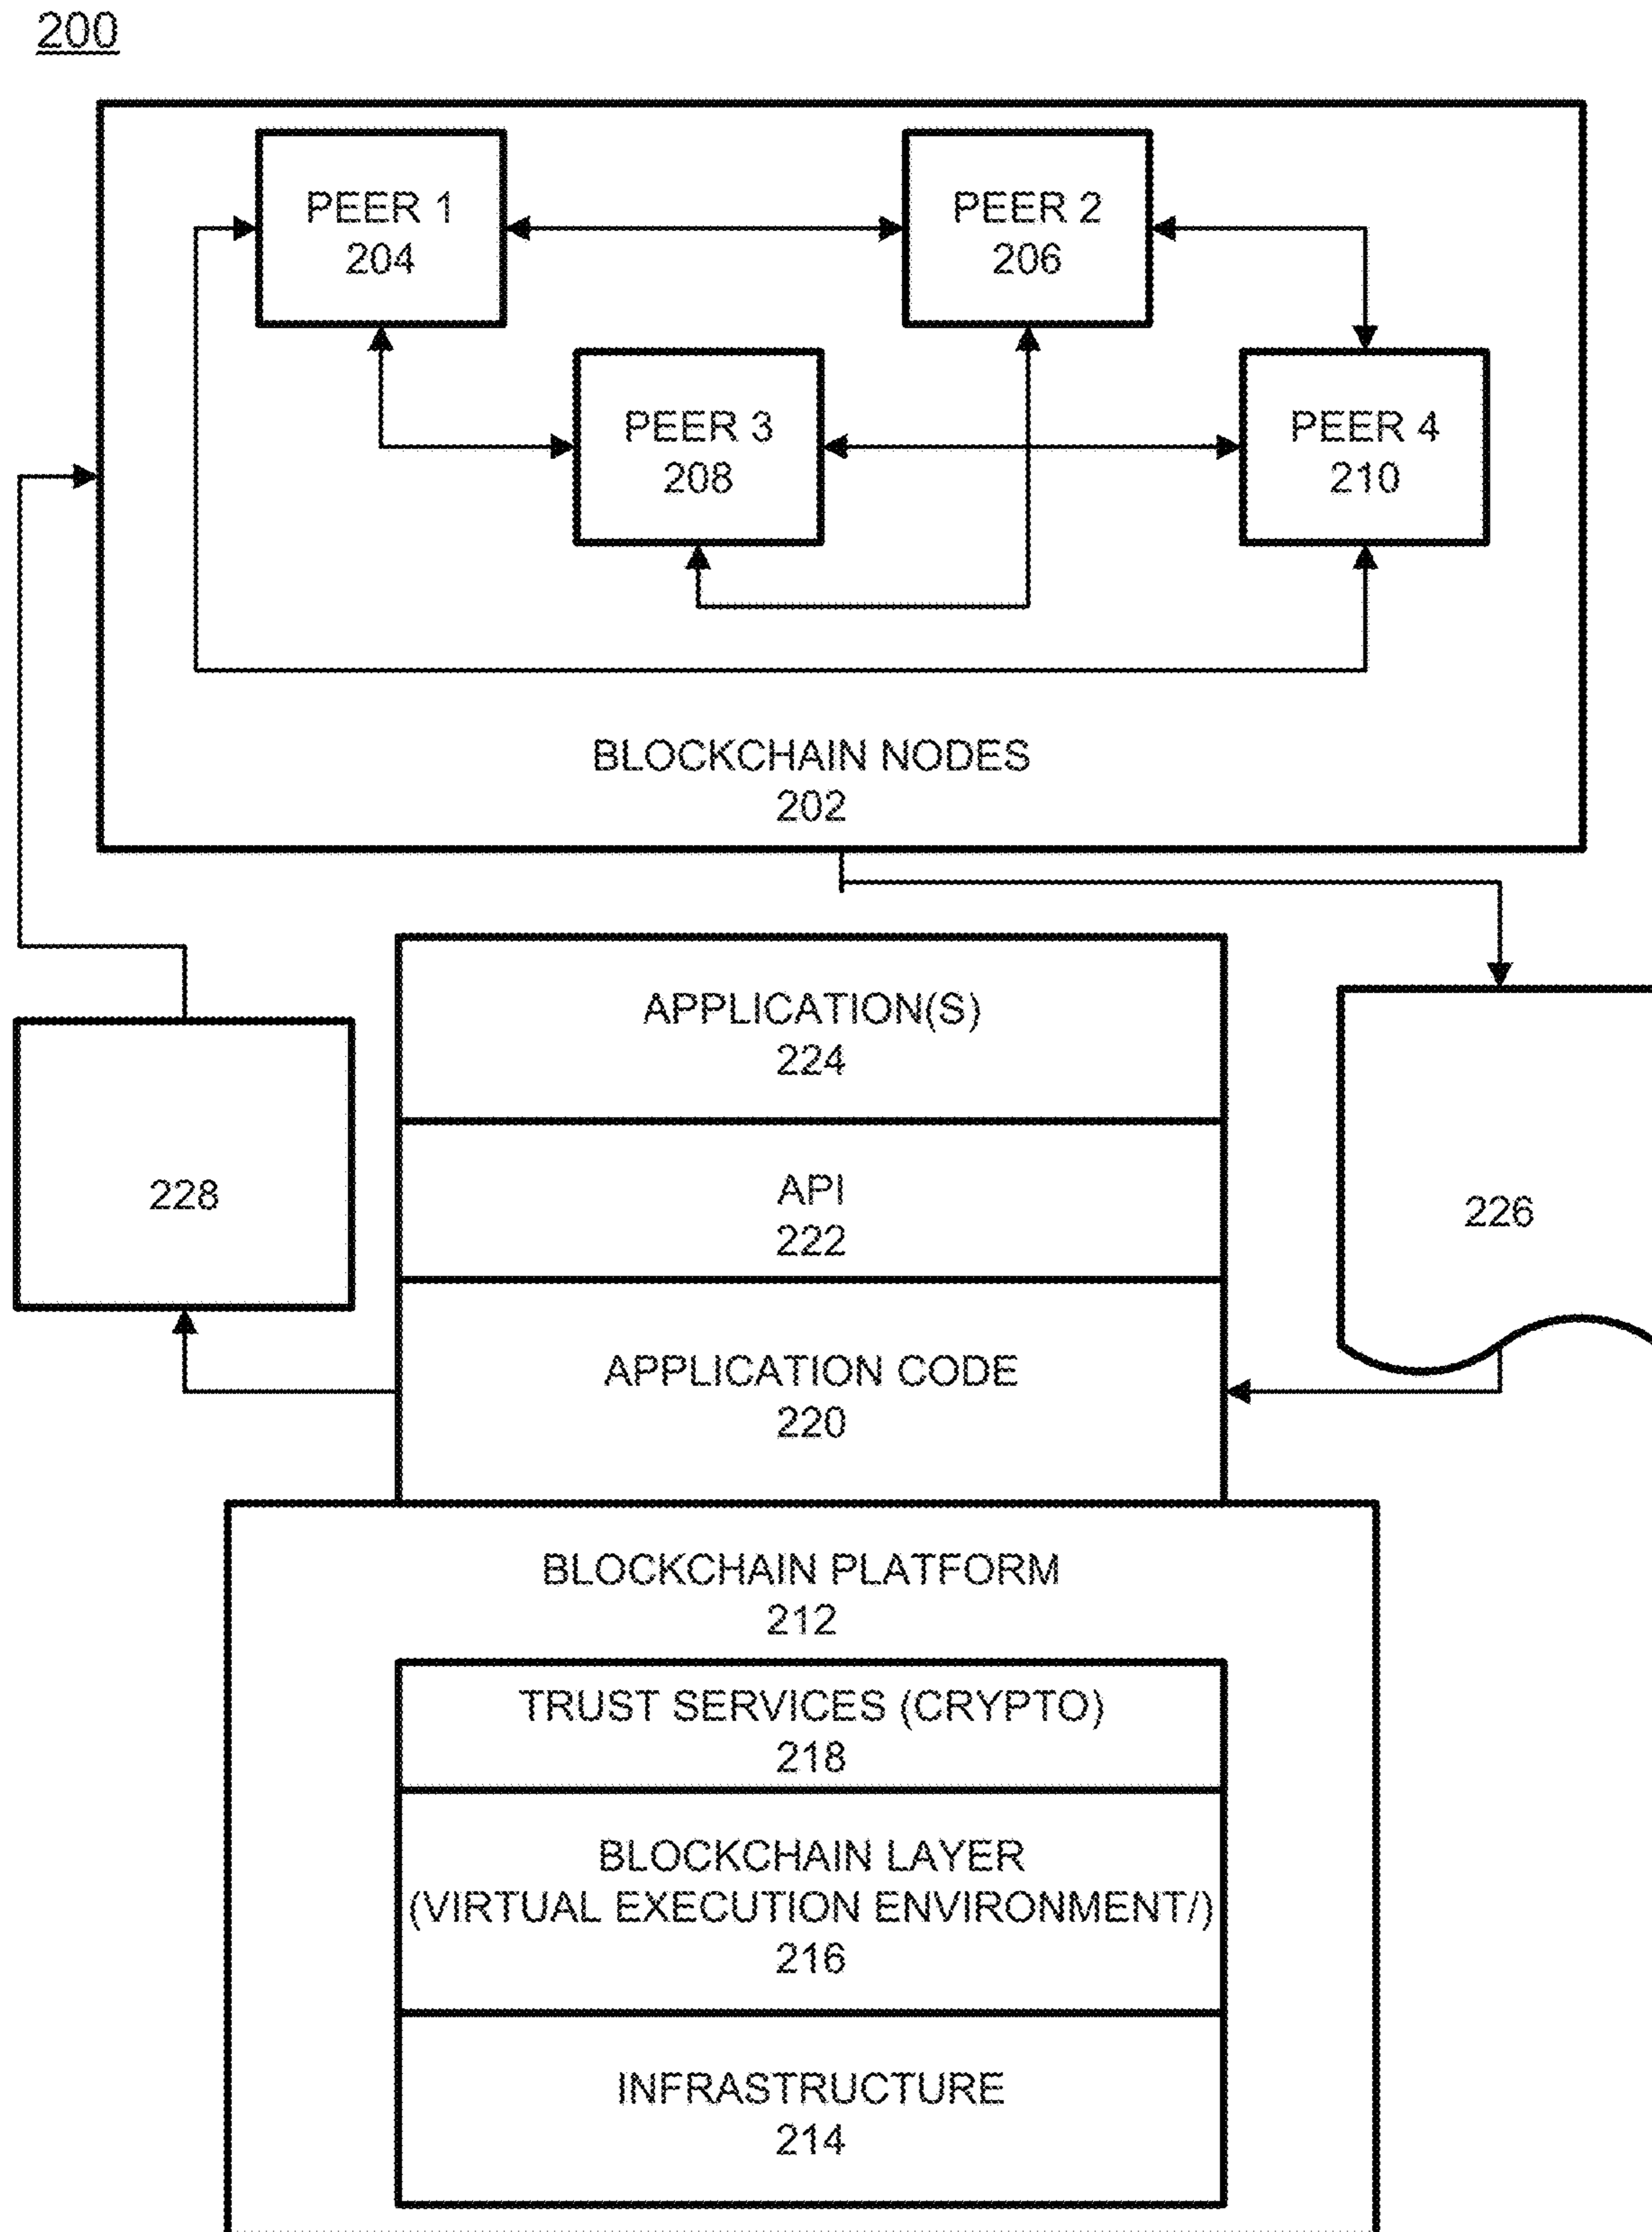 200
PEER 1
204
PEER 2
206
PEER 3
208
PEER 4
210
BLOCKCHAIN NODES
202
APPLICATION(S)
224
API
222
228
226
APPLICATION CODE
220
BLOCKCHAIN PLATFORM
212
TRUST SERVICES (CRYPTO)
218
BLOCKCHAIN LAYER
(VIRTUAL EXECUTION ENVIRONMENT/)
216
INFRASTRUCTURE
214